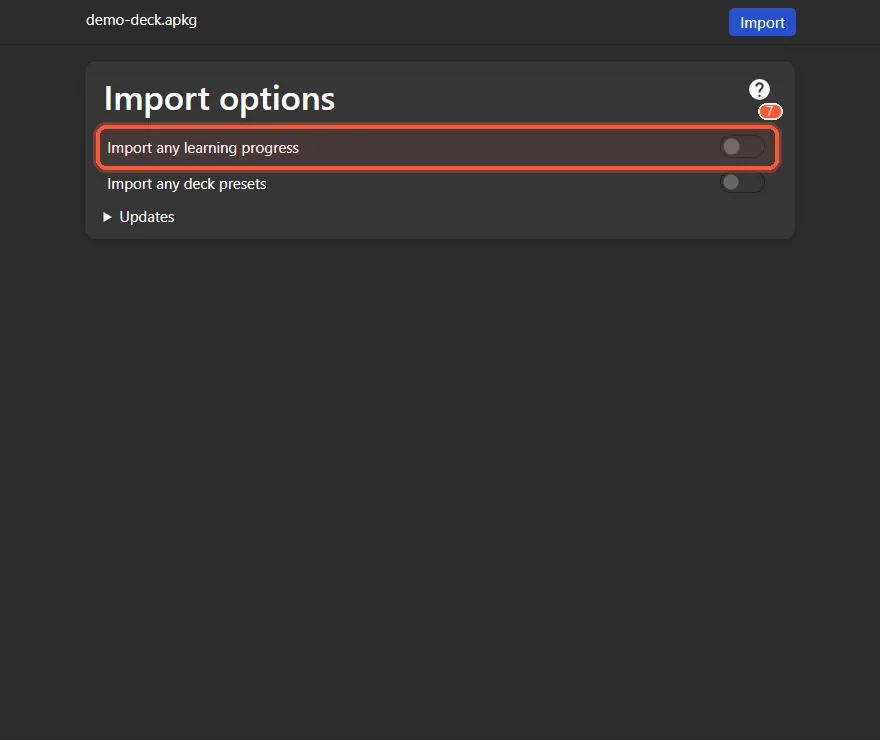 demo-deck.apkg
Import
Import options
?
7
Import any learning progress
Import any deck presets
Updates